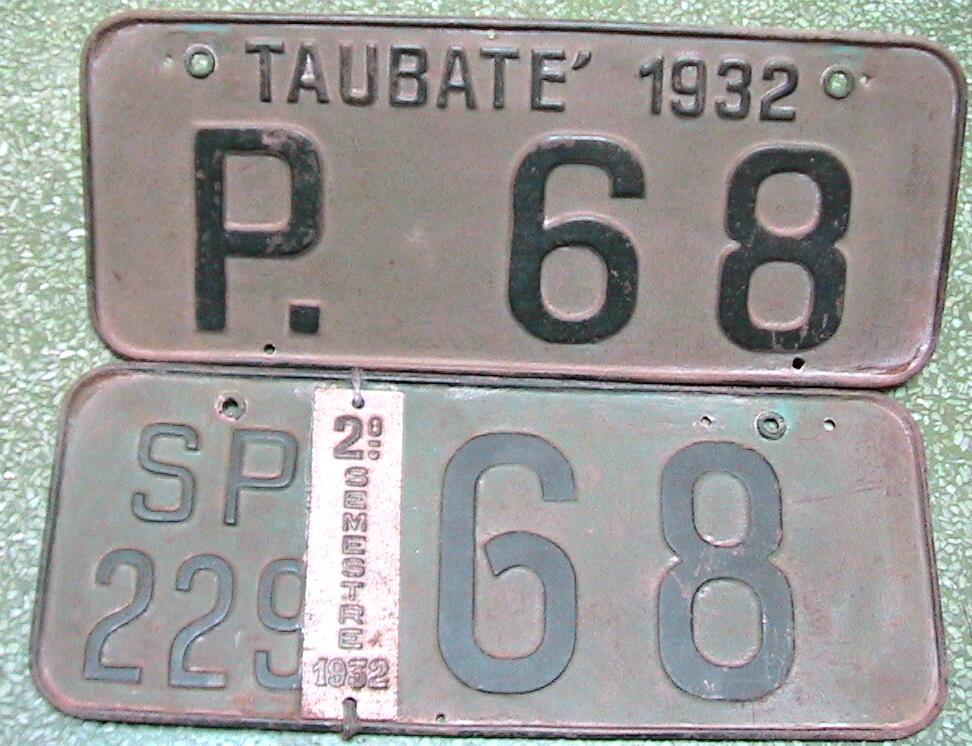 TAUBATE´ 1932
P. 68
SP
229
2º
SEMESTRE
1932
68